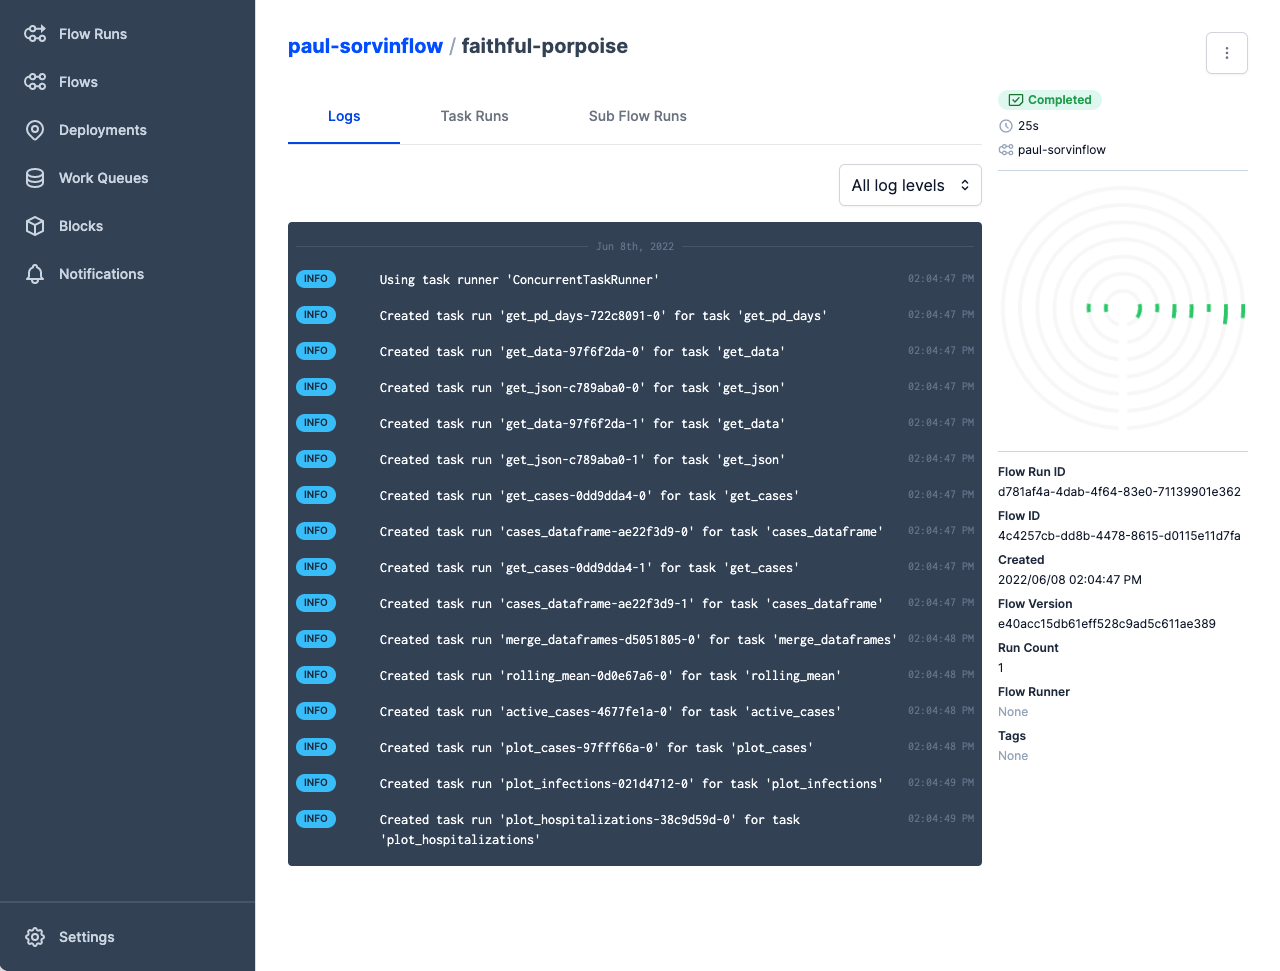 Flow Runs
Flows
Deployments
Work Queues
Blocks
Notifications
Settings
paul-sorvinflow / faithful-porpoise
Logs Task Runs Sub Flow Runs
All log levels
Jun 8th, 2022
INFO Using task runner 'ConcurrentTaskRunner' 02:04:47 PM
INFO Created task run 'get_pd_days-722c8091-0' for task 'get_pd_days' 02:04:47 PM
INFO Created task run 'get_data-97f6f2da-0' for task 'get_data' 02:04:47 PM
INFO Created task run 'get_json-c789aba0-0' for task 'get_json' 02:04:47 PM
INFO Created task run 'get_data-97f6f2da-1' for task 'get_data' 02:04:47 PM
INFO Created task run 'get_json-c789aba0-1' for task 'get_json' 02:04:47 PM
INFO Created task run 'get_cases-0dd9dda4-0' for task 'get_cases' 02:04:47 PM
INFO Created task run 'cases_dataframe-ae22f3d9-0' for task 'cases_dataframe' 02:04:47 PM
INFO Created task run 'get_cases-0dd9dda4-1' for task 'get_cases' 02:04:47 PM
INFO Created task run 'cases_dataframe-ae22f3d9-1' for task 'cases_dataframe' 02:04:47 PM
INFO Created task run 'merge_dataframes-d5051805-0' for task 'merge_dataframes' 02:04:48 PM
INFO Created task run 'rolling_mean-0d0e67a6-0' for task 'rolling_mean' 02:04:48 PM
INFO Created task run 'active_cases-4677fe1a-0' for task 'active_cases' 02:04:48 PM
INFO Created task run 'plot_cases-97fff66a-0' for task 'plot_cases' 02:04:48 PM
INFO Created task run 'plot_infections-021d4712-0' for task 'plot_infections' 02:04:49 PM
INFO Created task run 'plot_hospitalizations-38c9d59d-0' for task 02:04:49 PM
'plot_hospitalizations'
Completed
25s
paul-sorvinflow
Flow Run ID
d781af4a-4dab-4f64-83e0-71139901e362
Flow ID
4c4257cb-dd8b-4478-8615-d0115e11d7fa
Created
2022/06/08 02:04:47 PM
Flow Version
e40acc15db61eff528c9ad5c611ae389
Run Count
1
Flow Runner
None
Tags
None